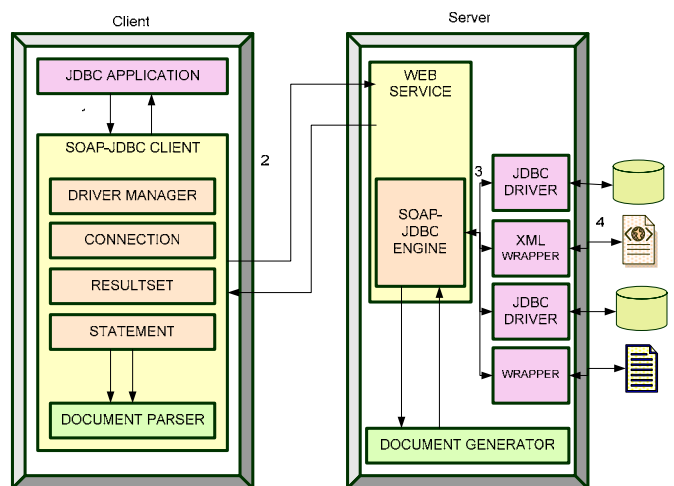 Client
Server
JDBC APPLICATION
SOAP-JDBC CLIENT
DRIVER MANAGER
CONNECTION
RESULTSET
STATEMENT
DOCUMENT PARSER
2
WEB
SERVICE
SOAP-
JDBC
ENGINE
3
JDBC
DRIVER
XML
WRAPPER
4
JDBC
DRIVER
WRAPPER
DOCUMENT GENERATOR